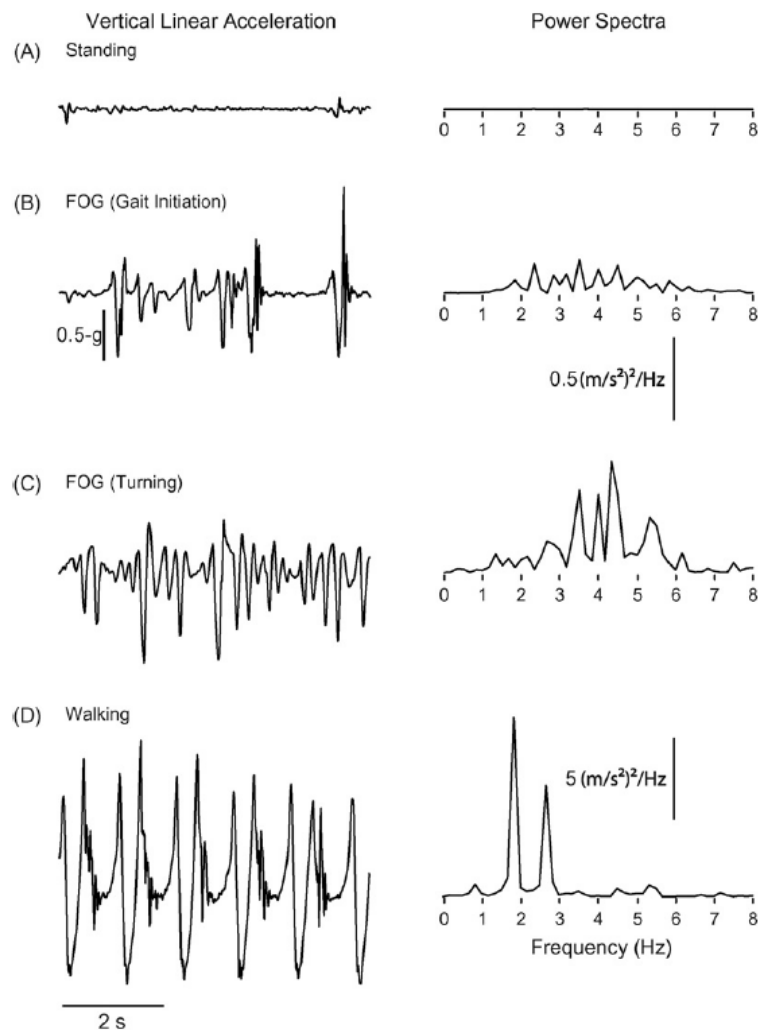 Vertical Linear Acceleration
Power Spectra
(A) Standing
0 1 2 3 4 5 6 7 8
(B) FOG (Gait Initiation)
0.5-g
0 1 2 3 4 5 6 7 8
0.5 (m/s²)²/Hz
(C) FOG (Turning)
0 1 2 3 4 5 6 7 8
(D) Walking
5 (m/s²)²/Hz
0 1 2 3 4 5 6 7 8
Frequency (Hz)
2 s